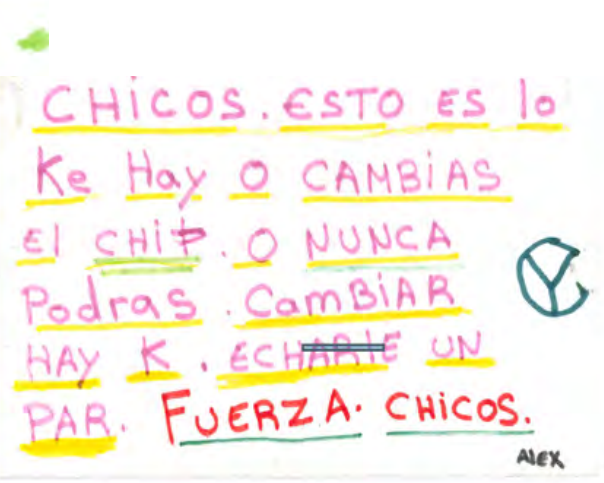 CHiCOS. ESTO ES lo
Ke Hay O CAMBiAS
El CHiP. O NUNCA
Podras. CamBiAR
HAY K. ECHARlE UN
PAR. FUERZA. CHiCOS.
AlEX